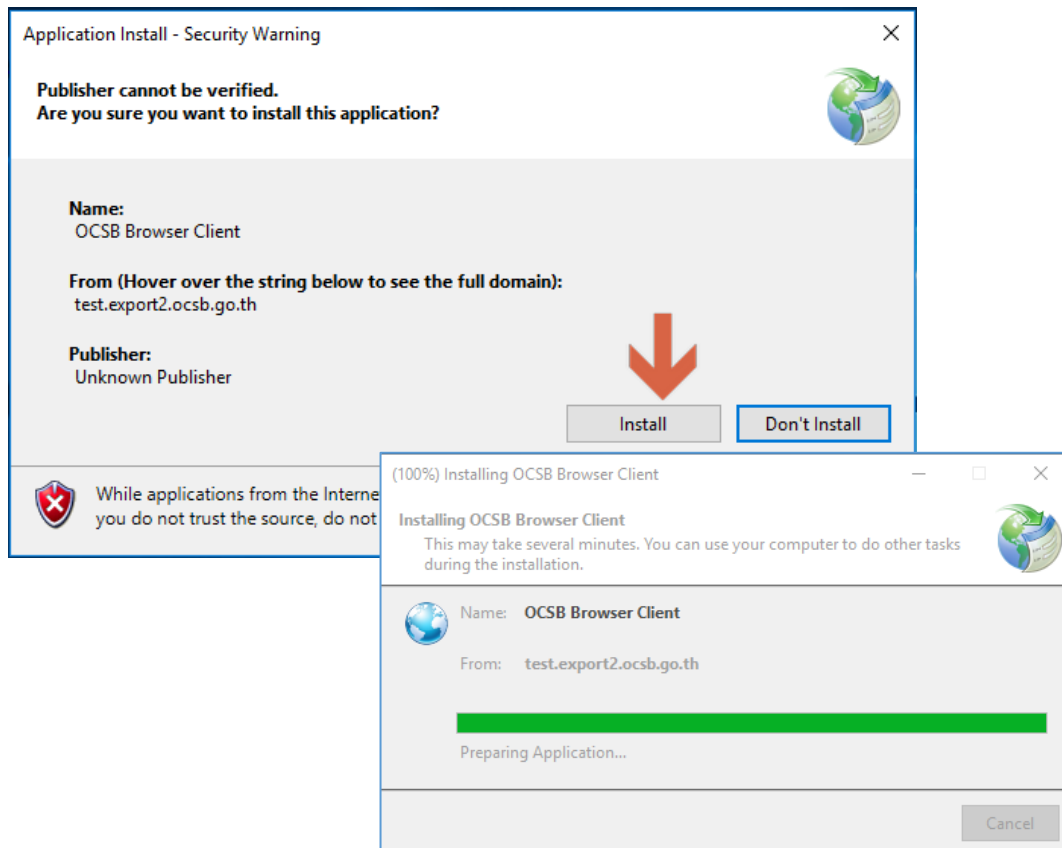 Application Install - Security Warning
Publisher cannot be verified.
Are you sure you want to install this application?
Name:
OCSB Browser Client
From (Hover over the string below to see the full domain):
test.export2.ocsb.go.th
Publisher:
Unknown Publisher
Install
Don't Install
While applications from the Interne
you do not trust the source, do not
(100%) Installing OCSB Browser Client
Installing OCSB Browser Client
This may take several minutes. You can use your computer to do other tasks
during the installation.
Name: OCSB Browser Client
From: test.export2.ocsb.go.th
Preparing Application...
Cancel